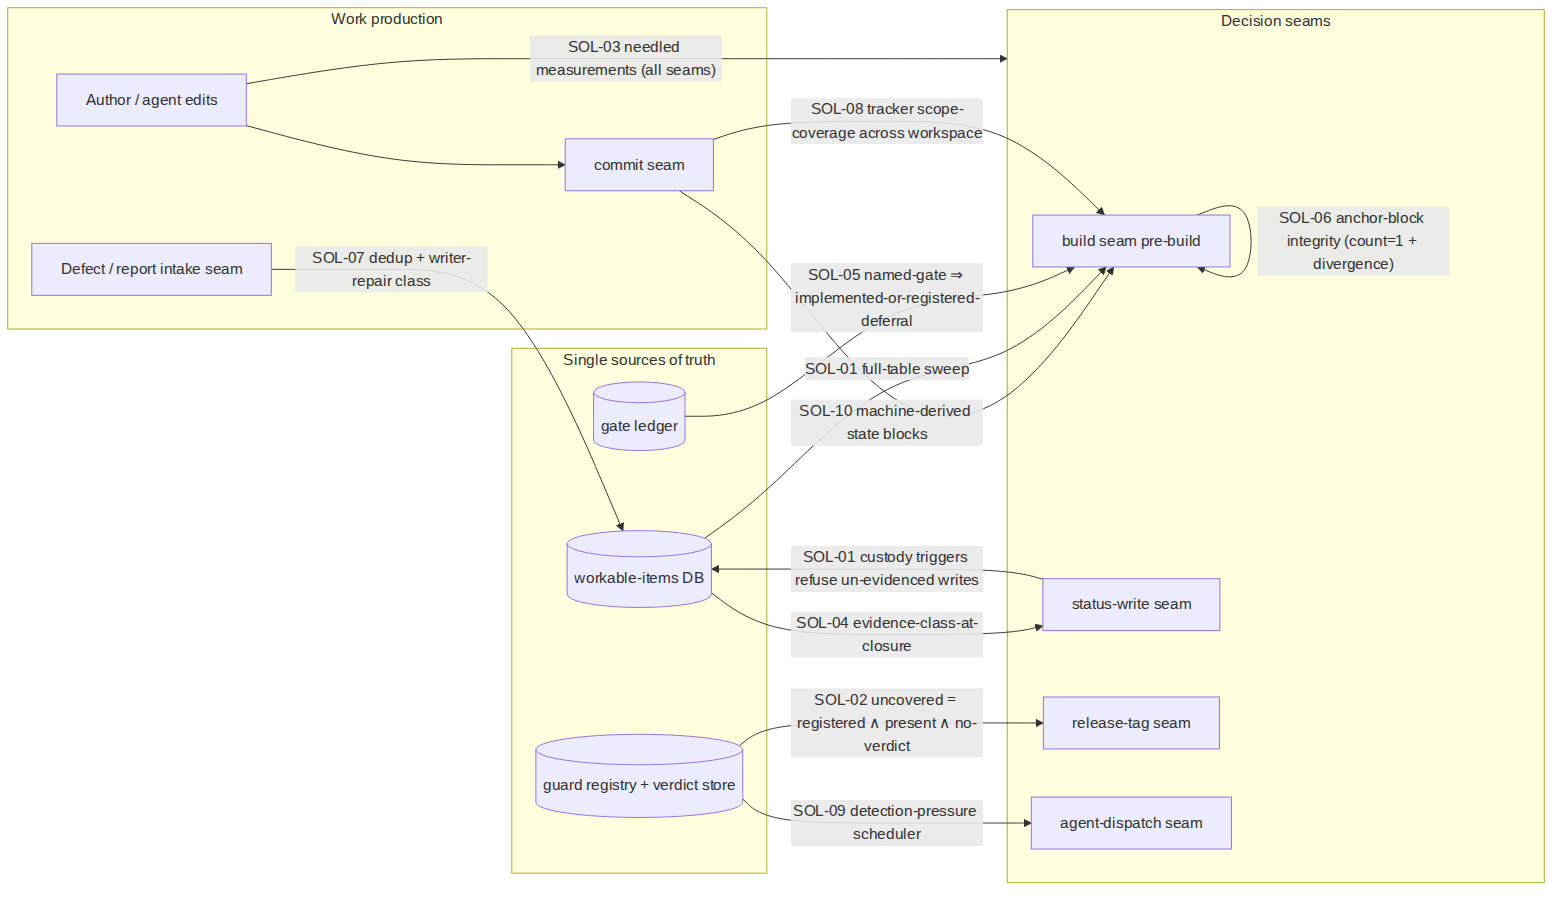 Work production
Decision seams
SOL-03 needled
measurements (all seams)
Author / agent edits
SOL-08 tracker scope-
coverage across workspace
commit seam
SOL-06 anchor-block
integrity (count=1 +
divergence)
build seam pre-build
Defect / report intake seam
SOL-07 dedup + writer-
repair class
SOL-05 named-gate ⇒
implemented-or-registered-
deferral
Single sources of truth
SOL-01 full-table sweep
gate ledger
SOL-10 machine-derived
state blocks
workable-items DB
SOL-01 custody triggers
refuse un-evidenced writes
status-write seam
SOL-04 evidence-class-at-
closure
SOL-02 uncovered =
registered ∧ present ∧ no-
verdict
release-tag seam
guard registry + verdict store
SOL-09 detection-pressure
scheduler
agent-dispatch seam